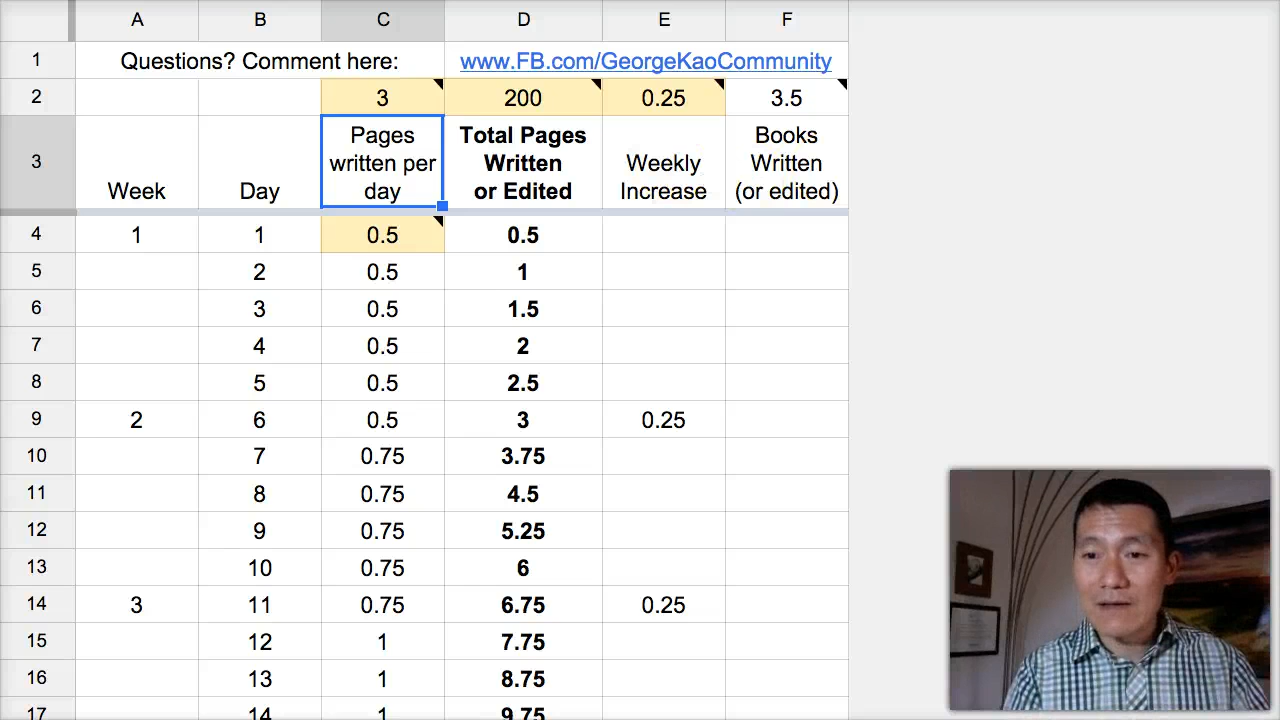 A B C D E F
1 Questions? Comment here: www.FB.com/GeorgeKaoCommunity
2 3 200 0.25 3.5
Pages Total Pages Books
written per Written Weekly Written
3 Week Day day or Edited Increase (or edited)
4 1 1 0.5 0.5
5 2 0.5 1
6 3 0.5 1.5
7 4 0.5 2
8 5 0.5 2.5
9 2 6 0.5 3 0.25
10 7 0.75 3.75
11 8 0.75 4.5
12 9 0.75 5.25
13 10 0.75 6
14 3 11 0.75 6.75 0.25
15 12 1 7.75
16 13 1 8.75
17 14 1 9.75